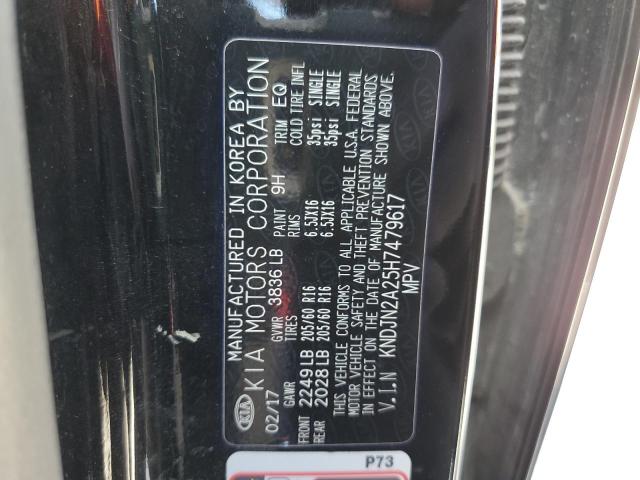 KIA
MANUFACTURED IN KOREA BY
KIA MOTORS CORPORATION
02/17 GVWR 3836 LB PAINT 9H TRIM EQ
GAWR TIRES RIMS COLD TIRE INFL
FRONT 2249 LB 205/60 R16 6.5JX16 35psi SINGLE
REAR 2028 LB 205/60 R16 6.5JX16 35psi SINGLE
THIS VEHICLE CONFORMS TO ALL APPLICABLE U.S.A. FEDERAL
MOTOR VEHICLE SAFETY AND THEFT PREVENTION STANDARDS
IN EFFECT ON THE DATE OF MANUFACTURE SHOWN ABOVE.
V.I.N KNDJN2A25H7479617
MPV
P73